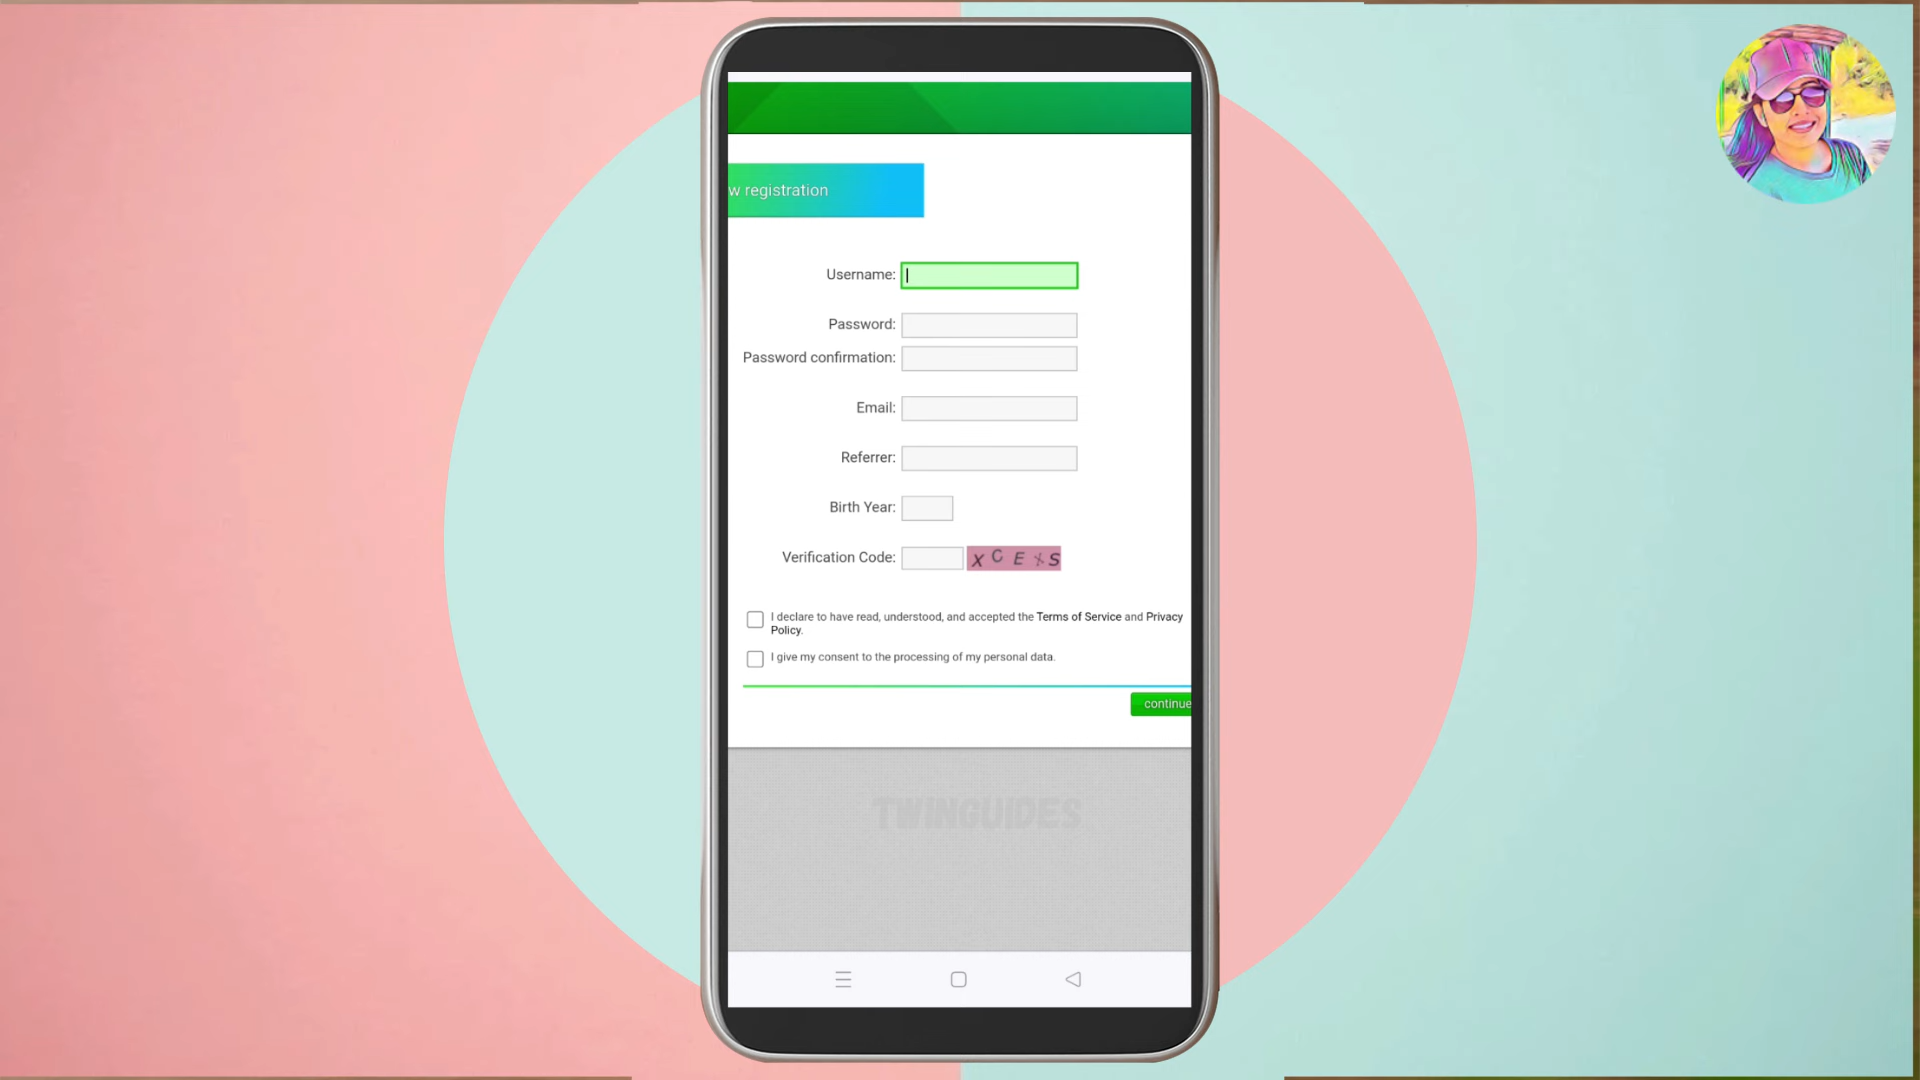 w registration
Username:
Password:
Password confirmation:
Email:
Referrer:
Birth Year:
Verification Code: X C E X S
I declare to have read, understood, and accepted the Terms of Service and Privacy
Policy.
I give my consent to the processing of my personal data.
continue
TWINGUIDES